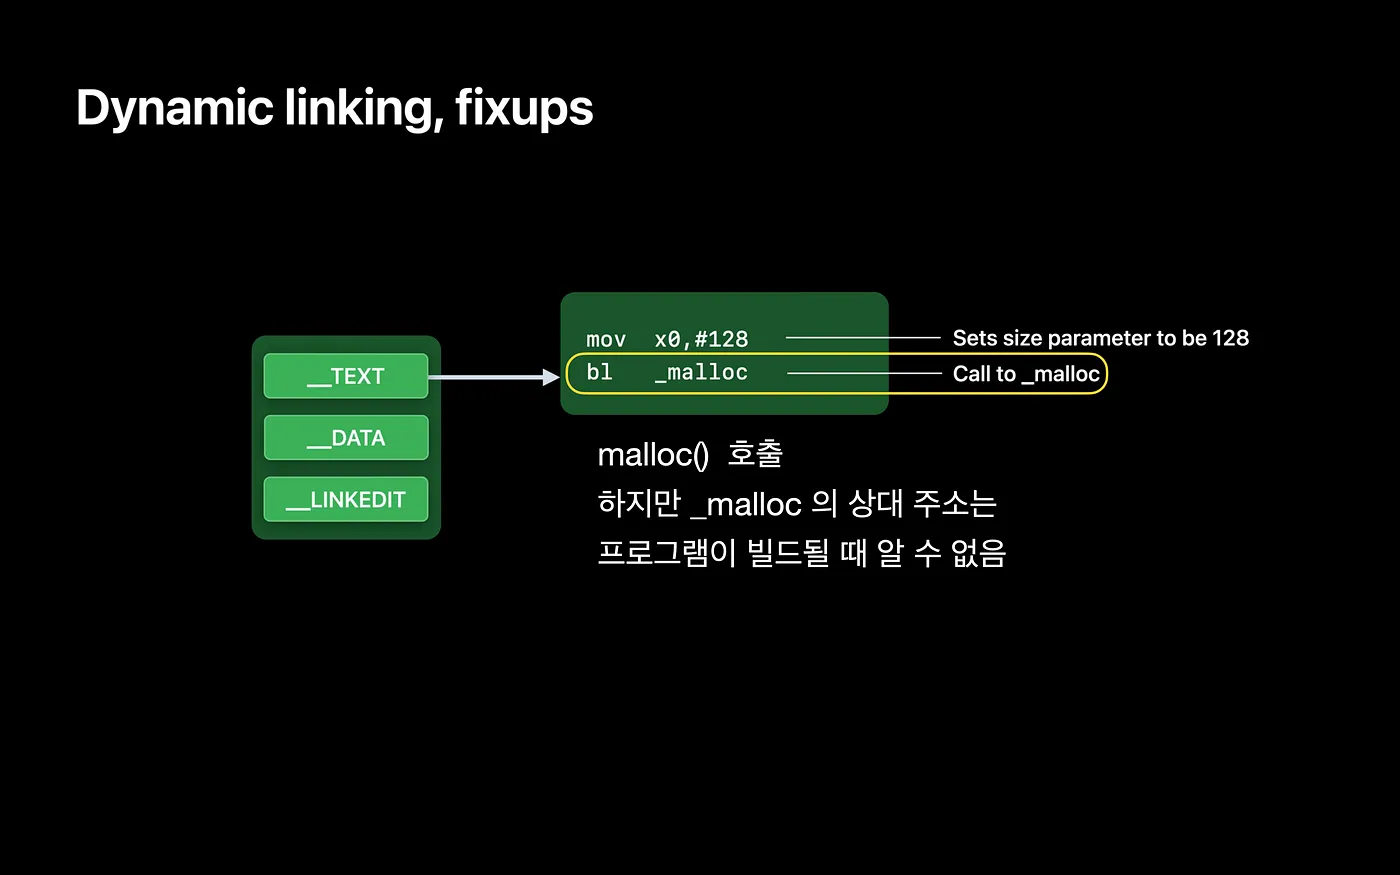 Dynamic linking, fixups
__TEXT
__DATA
__LINKEDIT
mov x0,#128
Sets size parameter to be 128
bl _malloc
Call to _malloc
malloc() 호출
하지만 _malloc 의 상대 주소는
프로그램이 빌드될 때 알 수 없음